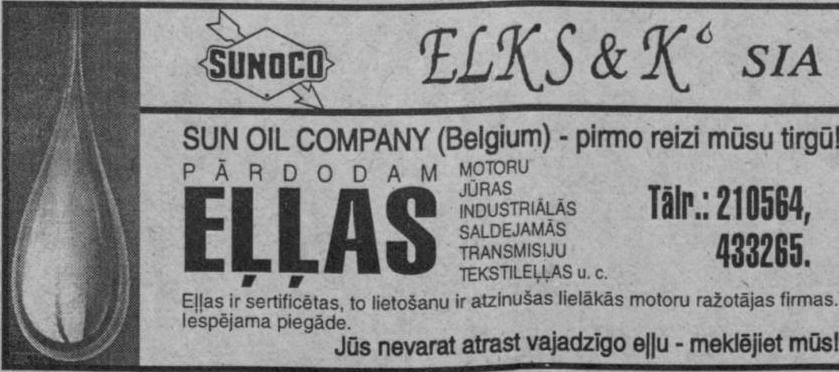 SUNOCO
ELKS & K° SIA
SUN OIL COMPANY (Belgium) - pirmo reizi mūsu tirgū!
PĀRDODAM
EĻĻAS
MOTORU
JŪRAS
INDUSTRIĀLĀS
SALDEJAMĀS
TRANSMISIJU
TEKSTILEĻĻAS u. c.
Tālr.: 210564,
433265.
Eļļas ir sertificētas, to lietošanu ir atzinušas lielākās motoru ražotājas firmas.
Iespējama piegāde.
Jūs nevarat atrast vajadzīgo eļļu - meklējiet mūs!